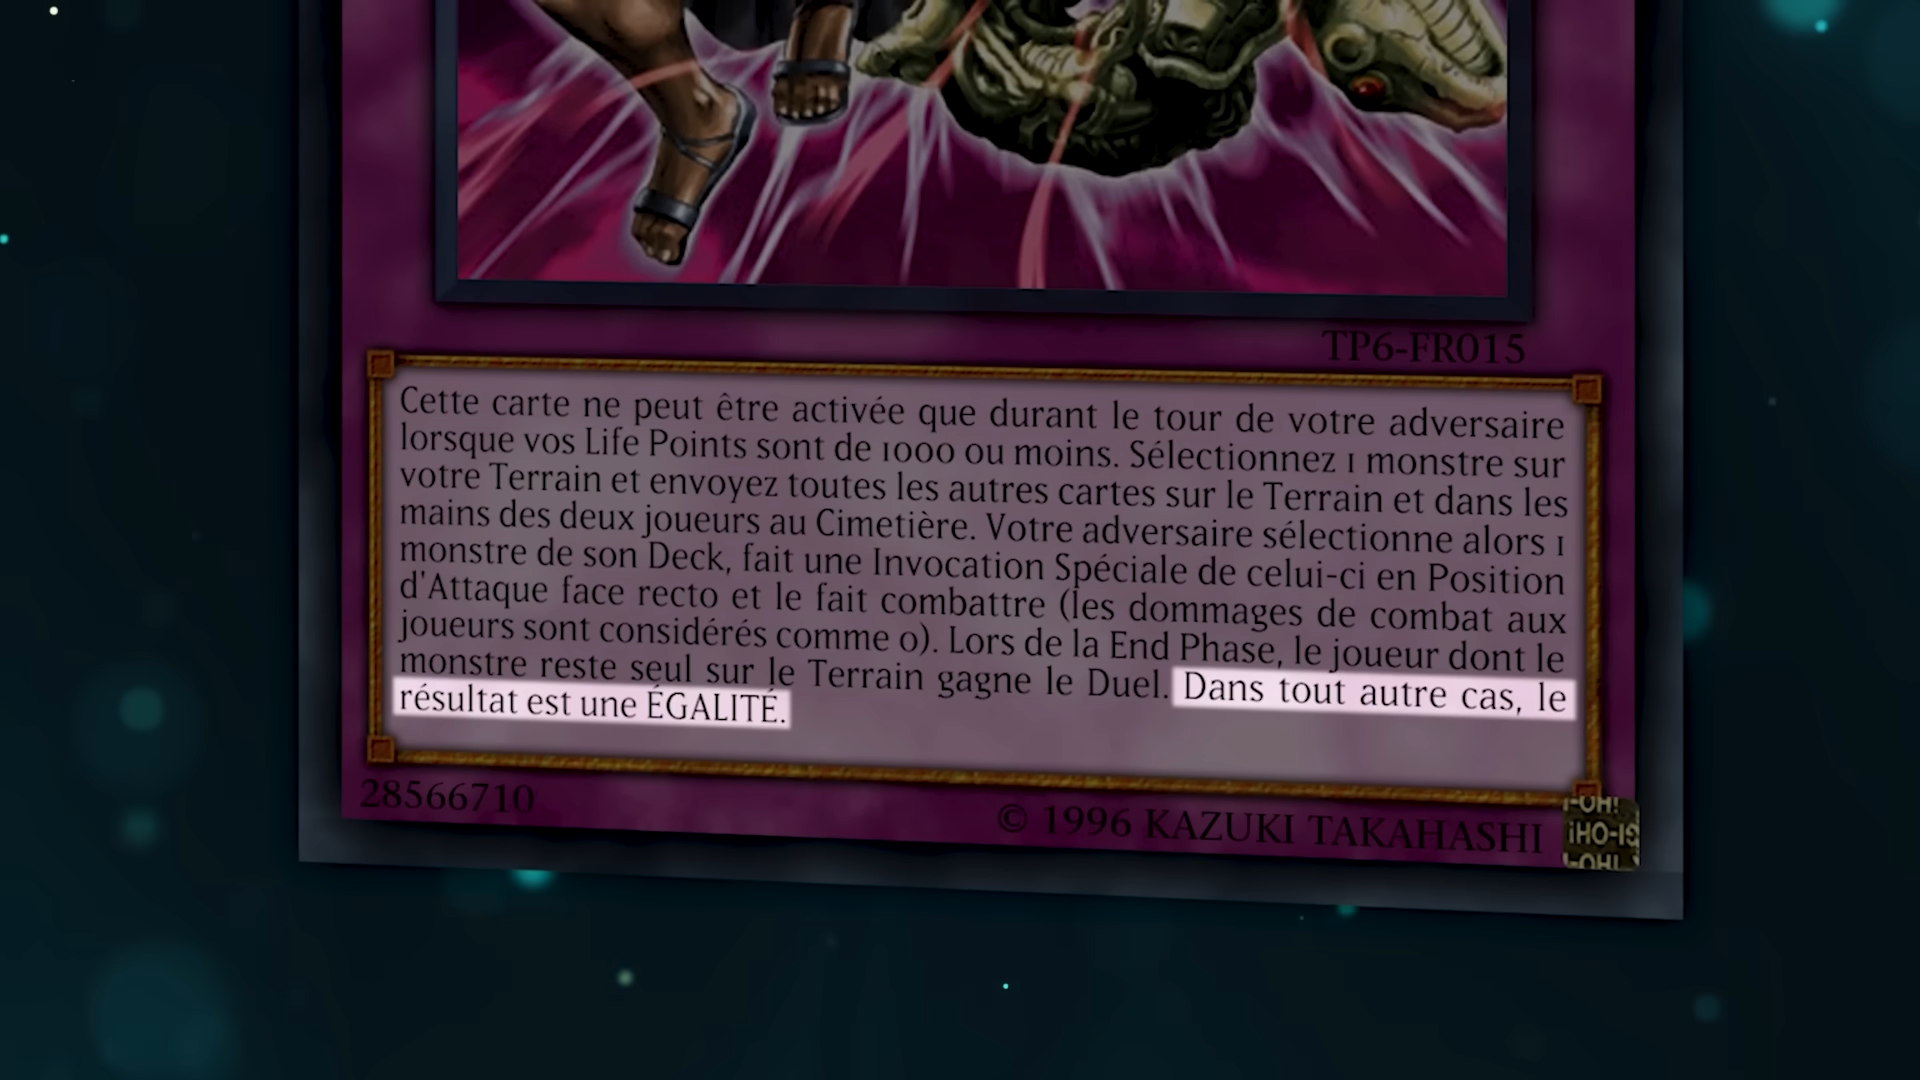 TP6-FR015
Cette carte ne peut être activée que durant le tour de votre adversaire
lorsque vos Life Points sont de 1000 ou moins. Sélectionnez 1 monstre sur
votre Terrain et envoyez toutes les autres cartes sur le Terrain et dans les
mains des deux joueurs au Cimetière. Votre adversaire sélectionne alors 1
monstre de son Deck, fait une Invocation Spéciale de celui-ci en Position
d'Attaque face recto et le fait combattre (les dommages de combat aux
joueurs sont considérés comme 0). Lors de la End Phase, le joueur dont le
monstre reste seul sur le Terrain gagne le Duel. Dans tout autre cas, le
résultat est une ÉGALITÉ.
28566710
© 1996 KAZUKI TAKAHASHI